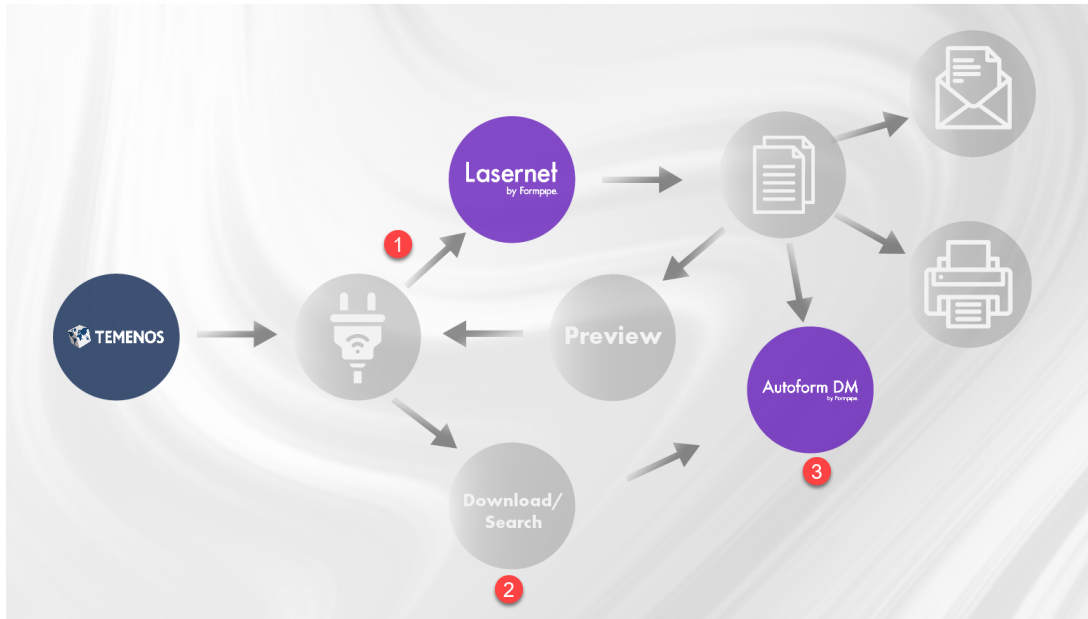 Lasernet
by Formpipe.
1
TEMENOS
Preview
Autoform DM
by Formpipe.
3
Download/
Search
2